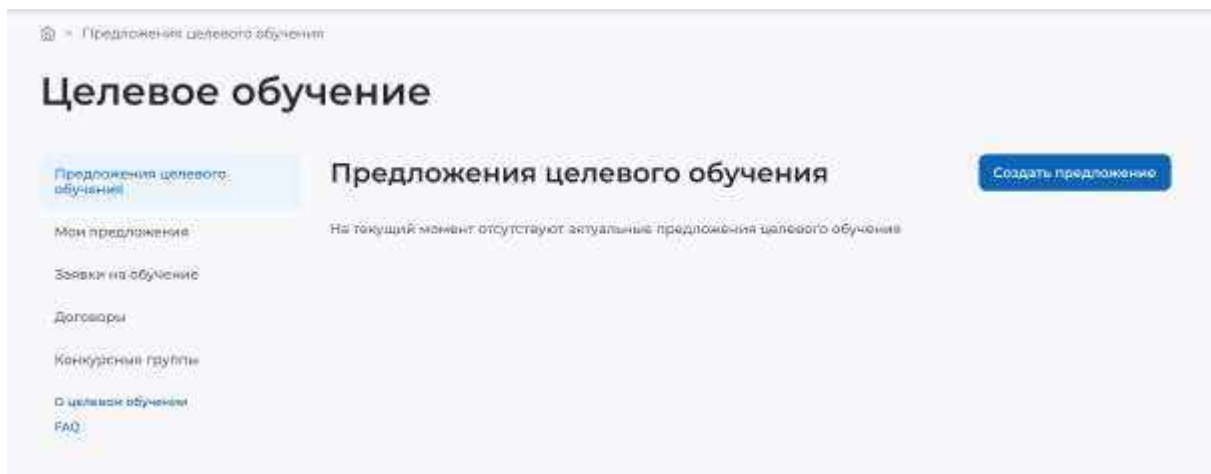 Предложения целевого обучения
Целевое обучение
Предложения целевого
обучения
Мои предложения
Заявки на обучение
Договоры
Конкурсные группы
О целевом обучении
FAQ
Предложения целевого обучения
Создать предложение
На текущий момент отсутствуют актуальные предложения целевого обучения